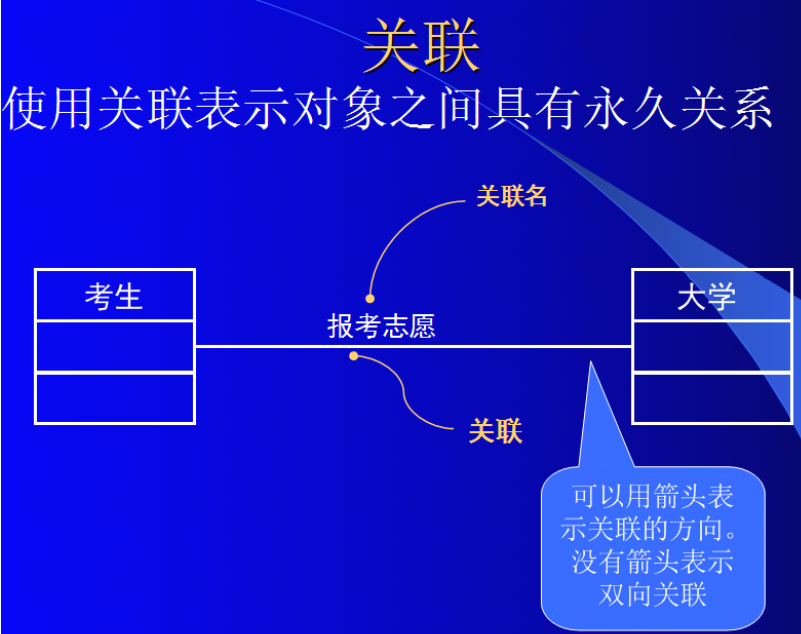 关联
使用关联表示对象之间具有永久关系
关联名
考生
大学
报考志愿
关联
可以用箭头表
示关联的方向。
没有箭头表示
双向关联